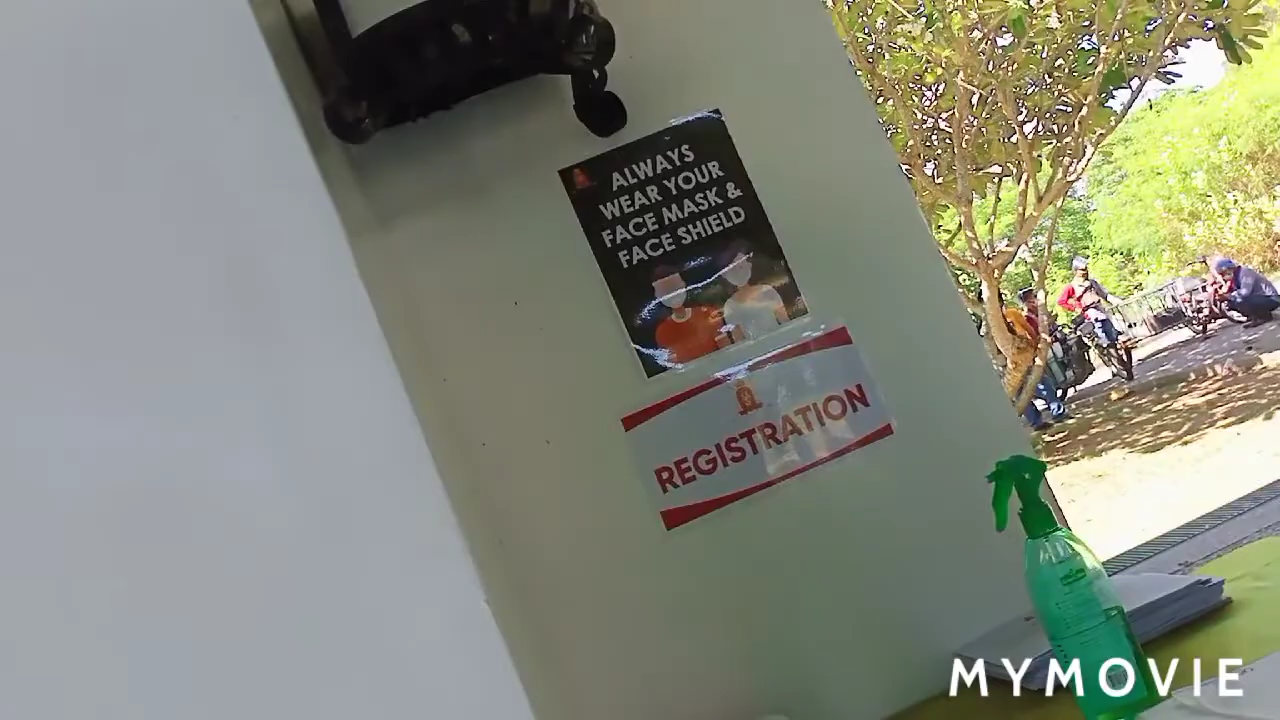 ALWAYS
WEAR YOUR
FACE MASK &
FACE SHIELD
REGISTRATION
MYMOVIE